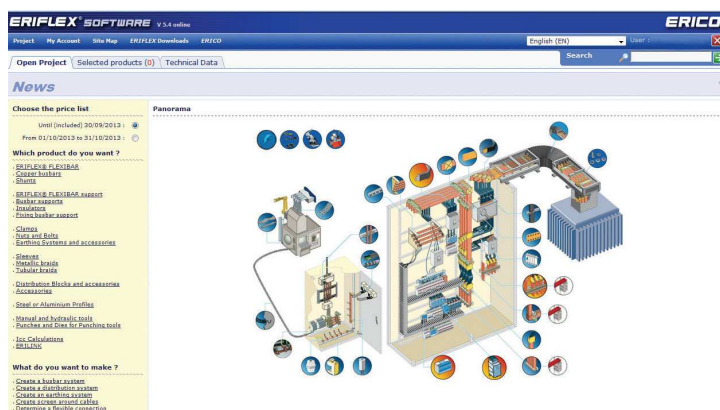 ERIFLEX® SOFTWARE V 5.4 online
ERICO
Project My Account Site Map ERIFLEX Downloads ERICO
English (EN)
User :
Open Project Selected products (0) Technical Data
Search
News
Choose the price list
Until (included) 30/09/2013 :
From 01/10/2013 to 31/10/2013 :
Which product do you want ?
. ERIFLEX® FLEXIBAR
. Copper busbars
. Shunts
. ERIFLEX® FLEXIBAR support
. Busbar supports
. Insulators
. Fixing busbar support
. Clamps
. Nuts and Bolts
. Earthing Systems and accessories
. Sleeves
. Metallic braids
. Tubular braids
. Distribution Blocks and accessories
. Accessories
. Steel or Aluminium Profiles
. Manual and hydraulic tools
. Punches and Dies for Punching tools
. Icc Calculations
. ERILINK
What do you want to make ?
. Create a busbar system
. Create a distribution system
. Create an earthing system
. Create screen around cables
. Determine a flexible connection
Panorama